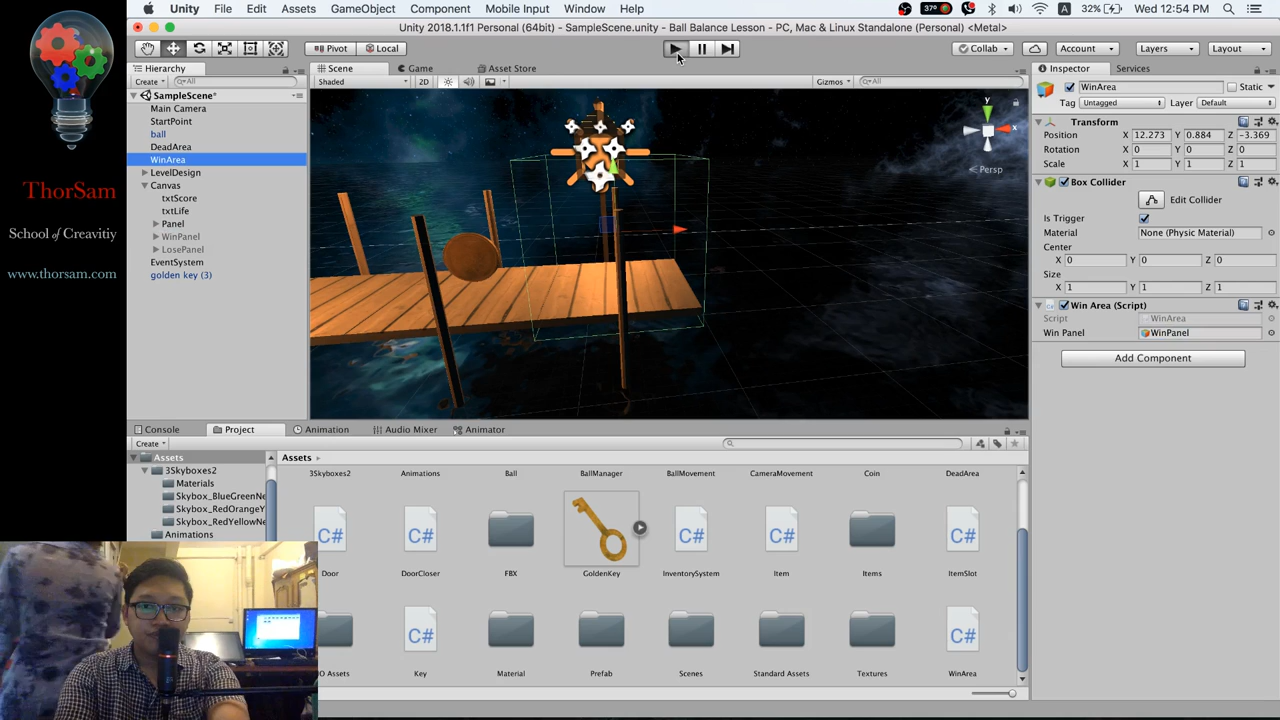 Unity File Edit Assets GameObject Component Mobile Input Window Help 37° 32% Wed 12:54 PM
Unity 2018.1.1f1 Personal (64bit) - SampleScene.unity - Ball Balance Lesson - PC, Mac & Linux Standalone (Personal) <Metal>
Pivot Local Collab Account Layers Layout
Hierarchy
Create All
SampleScene*
Main Camera
StartPoint
ball
DeadArea
WinArea
LevelDesign
Canvas
txtScore
txtLife
Panel
WinPanel
LosePanel
EventSystem
golden key (3)
Scene Game Asset Store
Shaded 2D Gizmos All
y
x
Persp
Inspector Services
WinArea Static
Tag Untagged Layer Default
Transform
Position X 12.273 Y 0.884 Z -3.369
Rotation X 0 Y 0 Z 0
Scale X 1 Y 1 Z 1
Box Collider
Edit Collider
Is Trigger
Material None (Physic Material)
Center
X 0 Y 0 Z 0
Size
X 1 Y 1 Z 1
Win Area (Script)
Script WinArea
Win Panel WinPanel
Add Component
ThorSam
School of Creavitiy
www.thorsam.com
Console Project Animation Audio Mixer Animator
Create
Assets
3Skyboxes2
Materials
Skybox_BlueGreenNe
Skybox_RedOrangeY
Skybox_RedYellowNe
Animations
Assets
3Skyboxes2 Animations Ball BallManager BallMovement CameraMovement Coin DeadArea
C# C# C# C# C#
Door DoorCloser FBX GoldenKey InventorySystem Item Items ItemSlot
C# C#
O Assets Key Material Prefab Scenes Standard Assets Textures WinArea